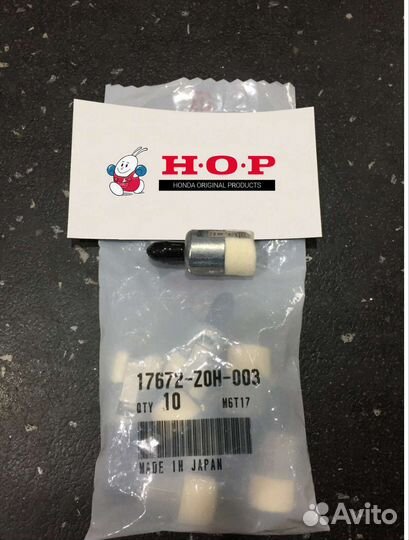 H·O·P
HONDA ORIGINAL PRODUCTS
17672-Z0H-003
QTY 10 M6T17
MADE IN JAPAN
Avito